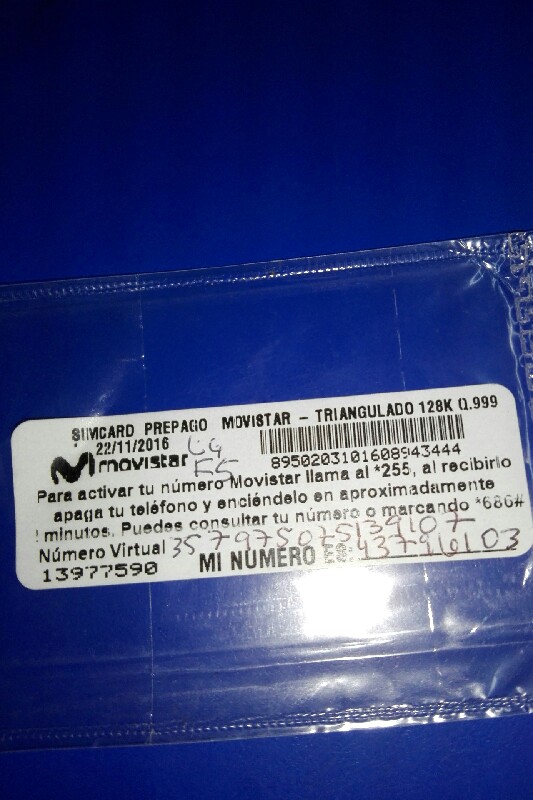 SIMCARD PREPAGO MOVISTAR - TRIANGULADO 128K Q.999
22/11/2016 LG
movistar
8950203101608943444
Para activar tu número Movistar llama al *255, al recibirlo
apaga tu teléfono y enciéndelo en aproximadamente
minutos. Puedes consultar tu número o marcando *686#
Número Virtual 357975075139107
13977590 MI NUMERO ES: